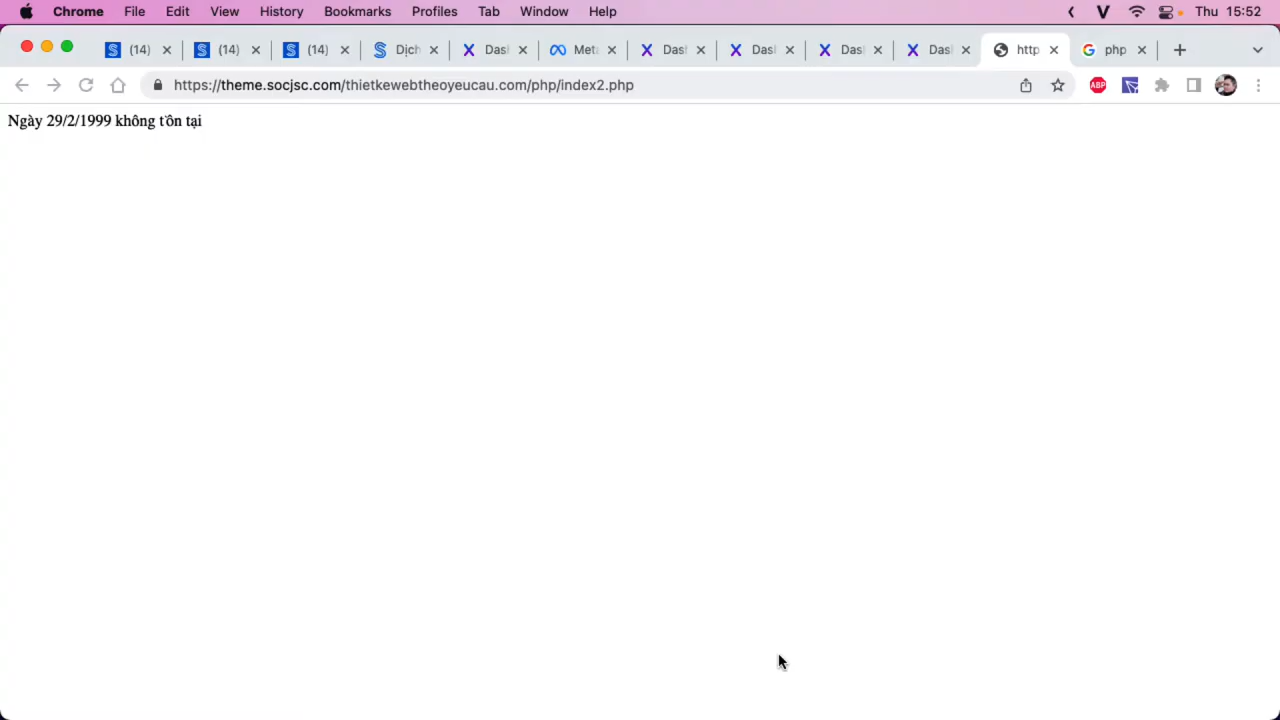 Chrome File Edit View History Bookmarks Profiles Tab Window Help Thu 15:52
(14) (14) (14) Dịch Das Met Das Das Das Das http php
https://theme.socjsc.com/thietkewebtheoyeucau.com/php/index2.php ABP
Ngày 29/2/1999 không tồn tại